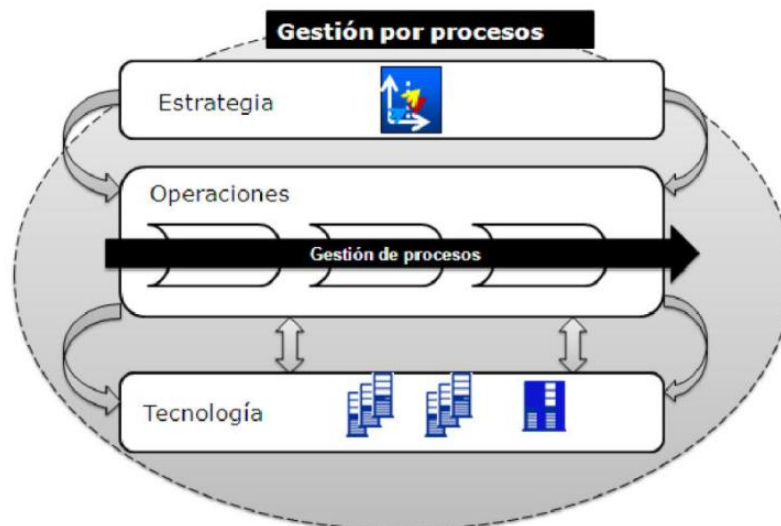 Gestión por procesos
Estrategia
Operaciones
Gestión de procesos
Tecnología